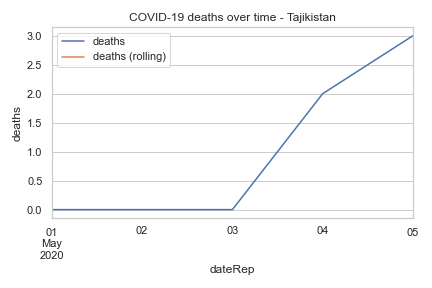 COVID-19 deaths over time - Tajikistan
deaths
deaths (rolling)
deaths
3.0
2.5
2.0
1.5
1.0
0.5
0.0
01
02
03
04
05
May
2020
dateRep